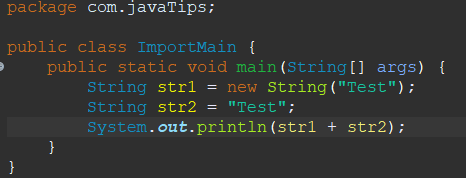 package com.javaTips;
public class ImportMain {
public static void main(String[] args) {
String str1 = new String("Test");
String str2 = "Test";
System.out.println(str1 + str2);
}
}